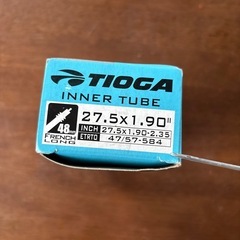 TIOGA
INNER TUBE
27.5x1.90"
48 mm
FRENCH LONG
INCH 27.5x1.90-2.35
ETRTO 47/57-584